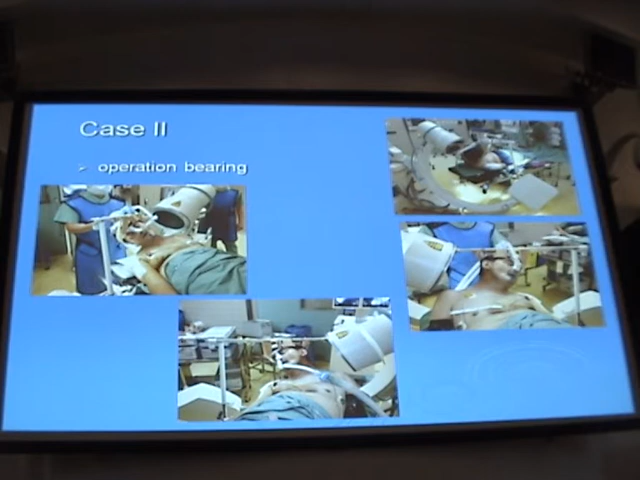 Case II
➢ operation bearing